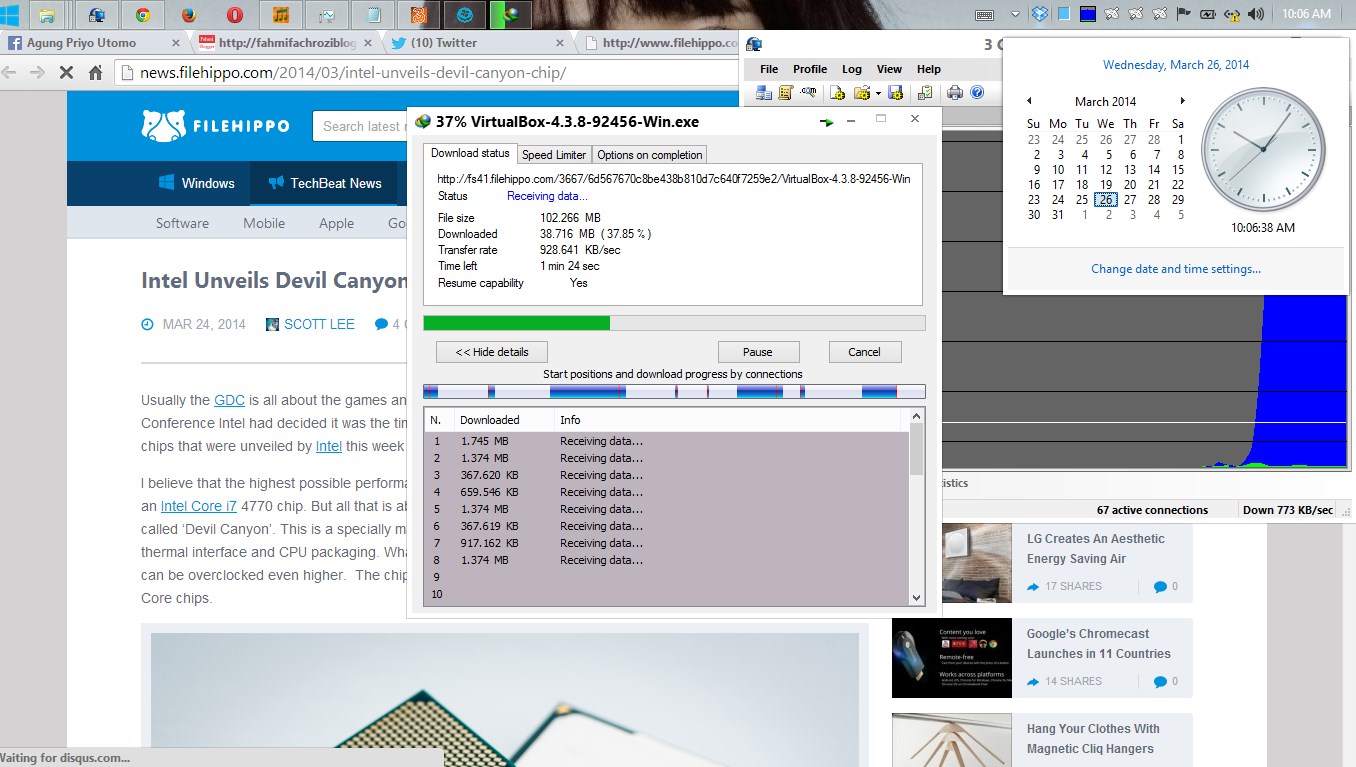 10:06 AM
Agung Priyo Utomo
http://fahmifachroziblog
(10) Twitter
http://www.filehippo.co
news.filehippo.com/2014/03/intel-unveils-devil-canyon-chip/
File Profile Log View Help
Wednesday, March 26, 2014
March 2014
Su Mo Tu We Th Fr Sa
23 24 25 26 27 28 1
2 3 4 5 6 7 8
9 10 11 12 13 14 15
16 17 18 19 20 21 22
23 24 25 26 27 28 29
30 31 1 2 3 4 5
10:06:38 AM
Change date and time settings...
FILEHIPPO
Search latest
Windows
TechBeat News
Software Mobile Apple Go
Intel Unveils Devil Canyon
MAR 24, 2014 SCOTT LEE 4
Usually the GDC is all about the games an
Conference Intel had decided it was the tim
chips that were unveiled by Intel this week
I believe that the highest possible performa
an Intel Core i7 4770 chip. But all that is ab
called ‘Devil Canyon’. This is a specially m
thermal interface and CPU packaging. Wha
can be overclocked even higher. The chip
Core chips.
37% VirtualBox-4.3.8-92456-Win.exe
Download status Speed Limiter Options on completion
http://fs41.filehippo.com/3667/6d5f7670c8be438b810d7c640f7259e2/VirtualBox-4.3.8-92456-Win
Status Receiving data...
File size 102.266 MB
Downloaded 38.716 MB ( 37.85 % )
Transfer rate 928.641 KB/sec
Time left 1 min 24 sec
Resume capability Yes
<< Hide details Pause Cancel
Start positions and download progress by connections
N. Downloaded Info
1 1.745 MB Receiving data...
2 1.374 MB Receiving data...
3 367.620 KB Receiving data...
4 659.546 KB Receiving data...
5 1.374 MB Receiving data...
6 367.619 KB Receiving data...
7 917.162 KB Receiving data...
8 1.374 MB Receiving data...
9
10
tistics
67 active connections Down 773 KB/sec
LG Creates An Aesthetic
Energy Saving Air
17 SHARES 0
Content you love
Remote-free
Works across platforms
Google’s Chromecast
Launches in 11 Countries
14 SHARES 0
Hang Your Clothes With
Magnetic Cliq Hangers
Waiting for disqus.com...